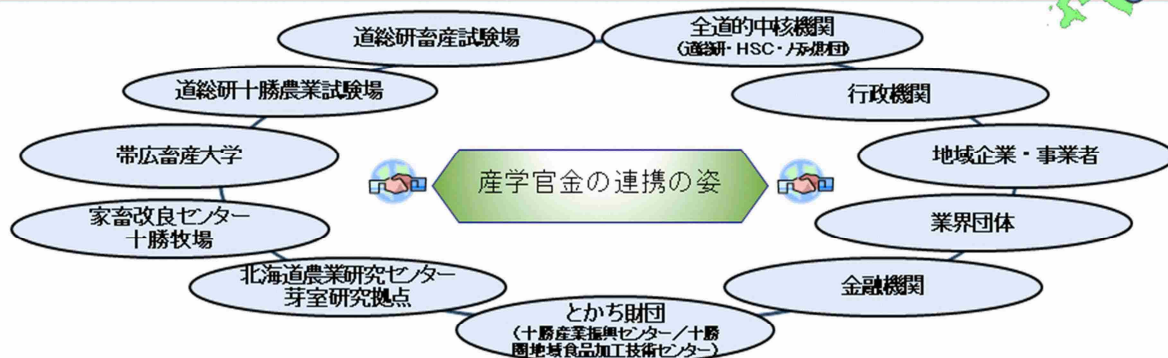 道総研畜産試験場
全道的中核機関
(道総研・HSC・ノステック財団)
道総研十勝農業試験場
行政機関
帯広畜産大学
産学官金の連携の姿
地域企業・事業者
家畜改良センター
十勝牧場
業界団体
北海道農業研究センター
芽室研究拠点
金融機関
とかち財団
(十勝産業振興センター/十勝
圏地域食品加工技術センター)